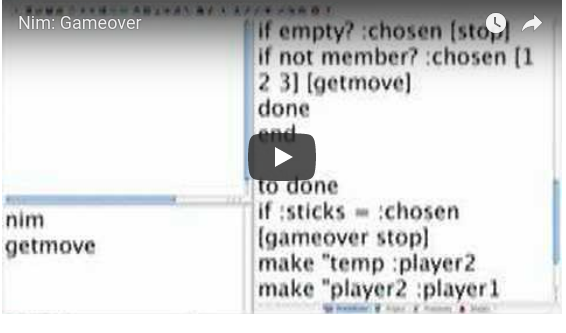 Nim: Gameover
if empty? :chosen [stop]
if not member? :chosen [1
2 3] [getmove]
done
end
to done
if :sticks = :chosen
[gameover stop]
make "temp :player2
make "player2 :player1
nim
getmove